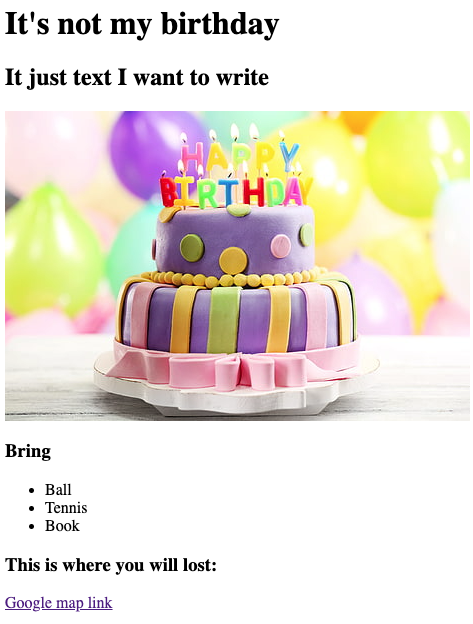 It's not my birthday
It just text I want to write
HAPPY
BIRTHDAY
Bring
Ball
Tennis
Book
This is where you will lost:
Google map link